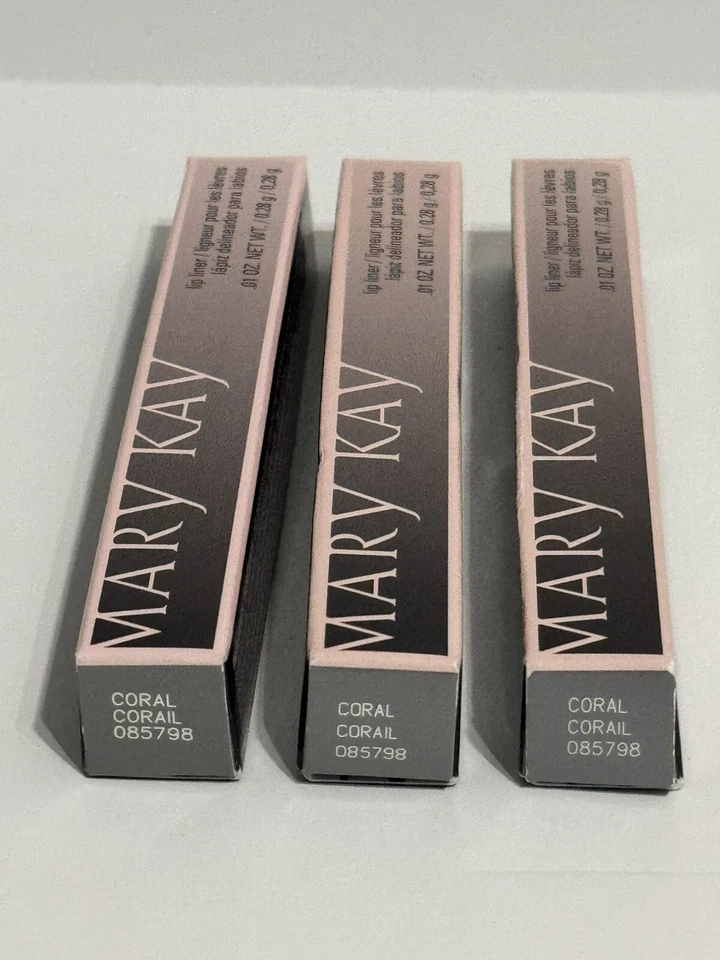 lip liner / ligneur pour les lèvres
lápiz delineador para labios
.01 OZ. NET WT. / 0.28 g / 0,28 g
MARY KAY
CORAL
CORAIL
085798
lip liner / ligneur pour les lèvres
lápiz delineador para labios
.01 OZ. NET WT. / 0.28 g / 0,28 g
MARY KAY
CORAL
CORAIL
085798
lip liner / ligneur pour les lèvres
lápiz delineador para labios
.01 OZ. NET WT. / 0.28 g / 0,28 g
MARY KAY
CORAL
CORAIL
085798